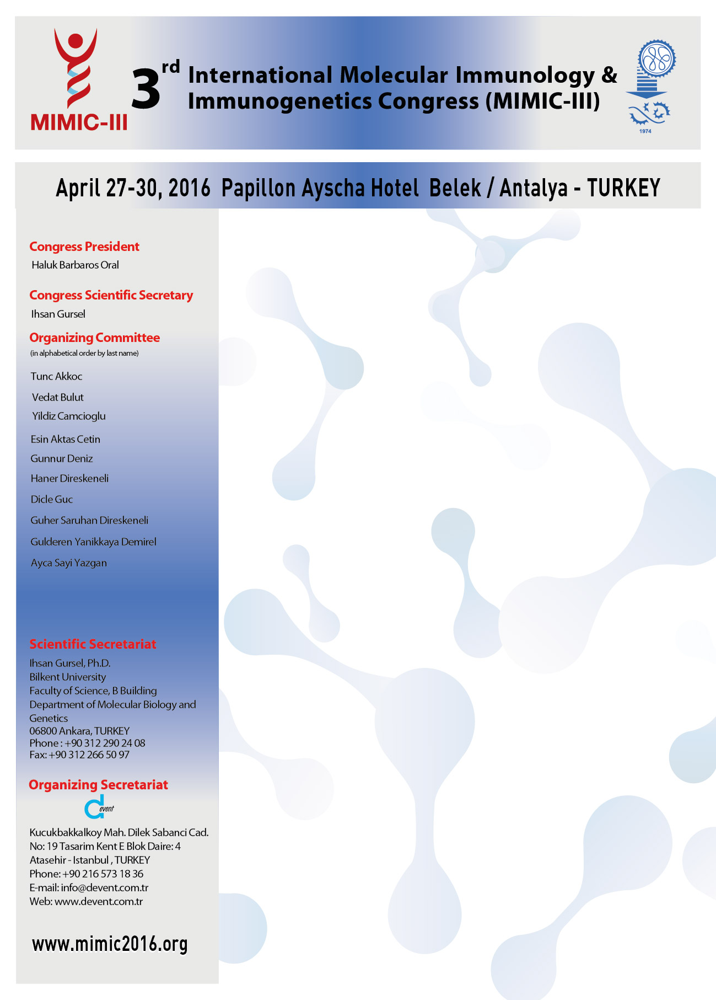 MIMIC-III
3rd International Molecular Immunology &
Immunogenetics Congress (MIMIC-III)
1974
April 27-30, 2016 Papillon Ayscha Hotel Belek / Antalya - TURKEY
Congress President
Haluk Barbaros Oral
Congress Scientific Secretary
Ihsan Gursel
Organizing Committee
(in alphabetical order by last name)
Tunc Akkoc
Vedat Bulut
Yildiz Camcioglu
Esin Aktas Cetin
Gunnur Deniz
Haner Direskeneli
Dicle Guc
Guher Saruhan Direskeneli
Gulderen Yanikkaya Demirel
Ayca Sayi Yazgan
Scientific Secretariat
Ihsan Gursel, Ph.D.
Bilkent University
Faculty of Science, B Building
Department of Molecular Biology and
Genetics
06800 Ankara, TURKEY
Phone : +90 312 290 24 08
Fax: +90 312 266 50 97
Organizing Secretariat
d event
Kucukbakkalkoy Mah. Dilek Sabanci Cad.
No: 19 Tasarim Kent E Blok Daire: 4
Atasehir - Istanbul , TURKEY
Phone: +90 216 573 18 36
E-mail: info@devent.com.tr
Web: www.devent.com.tr
www.mimic2016.org